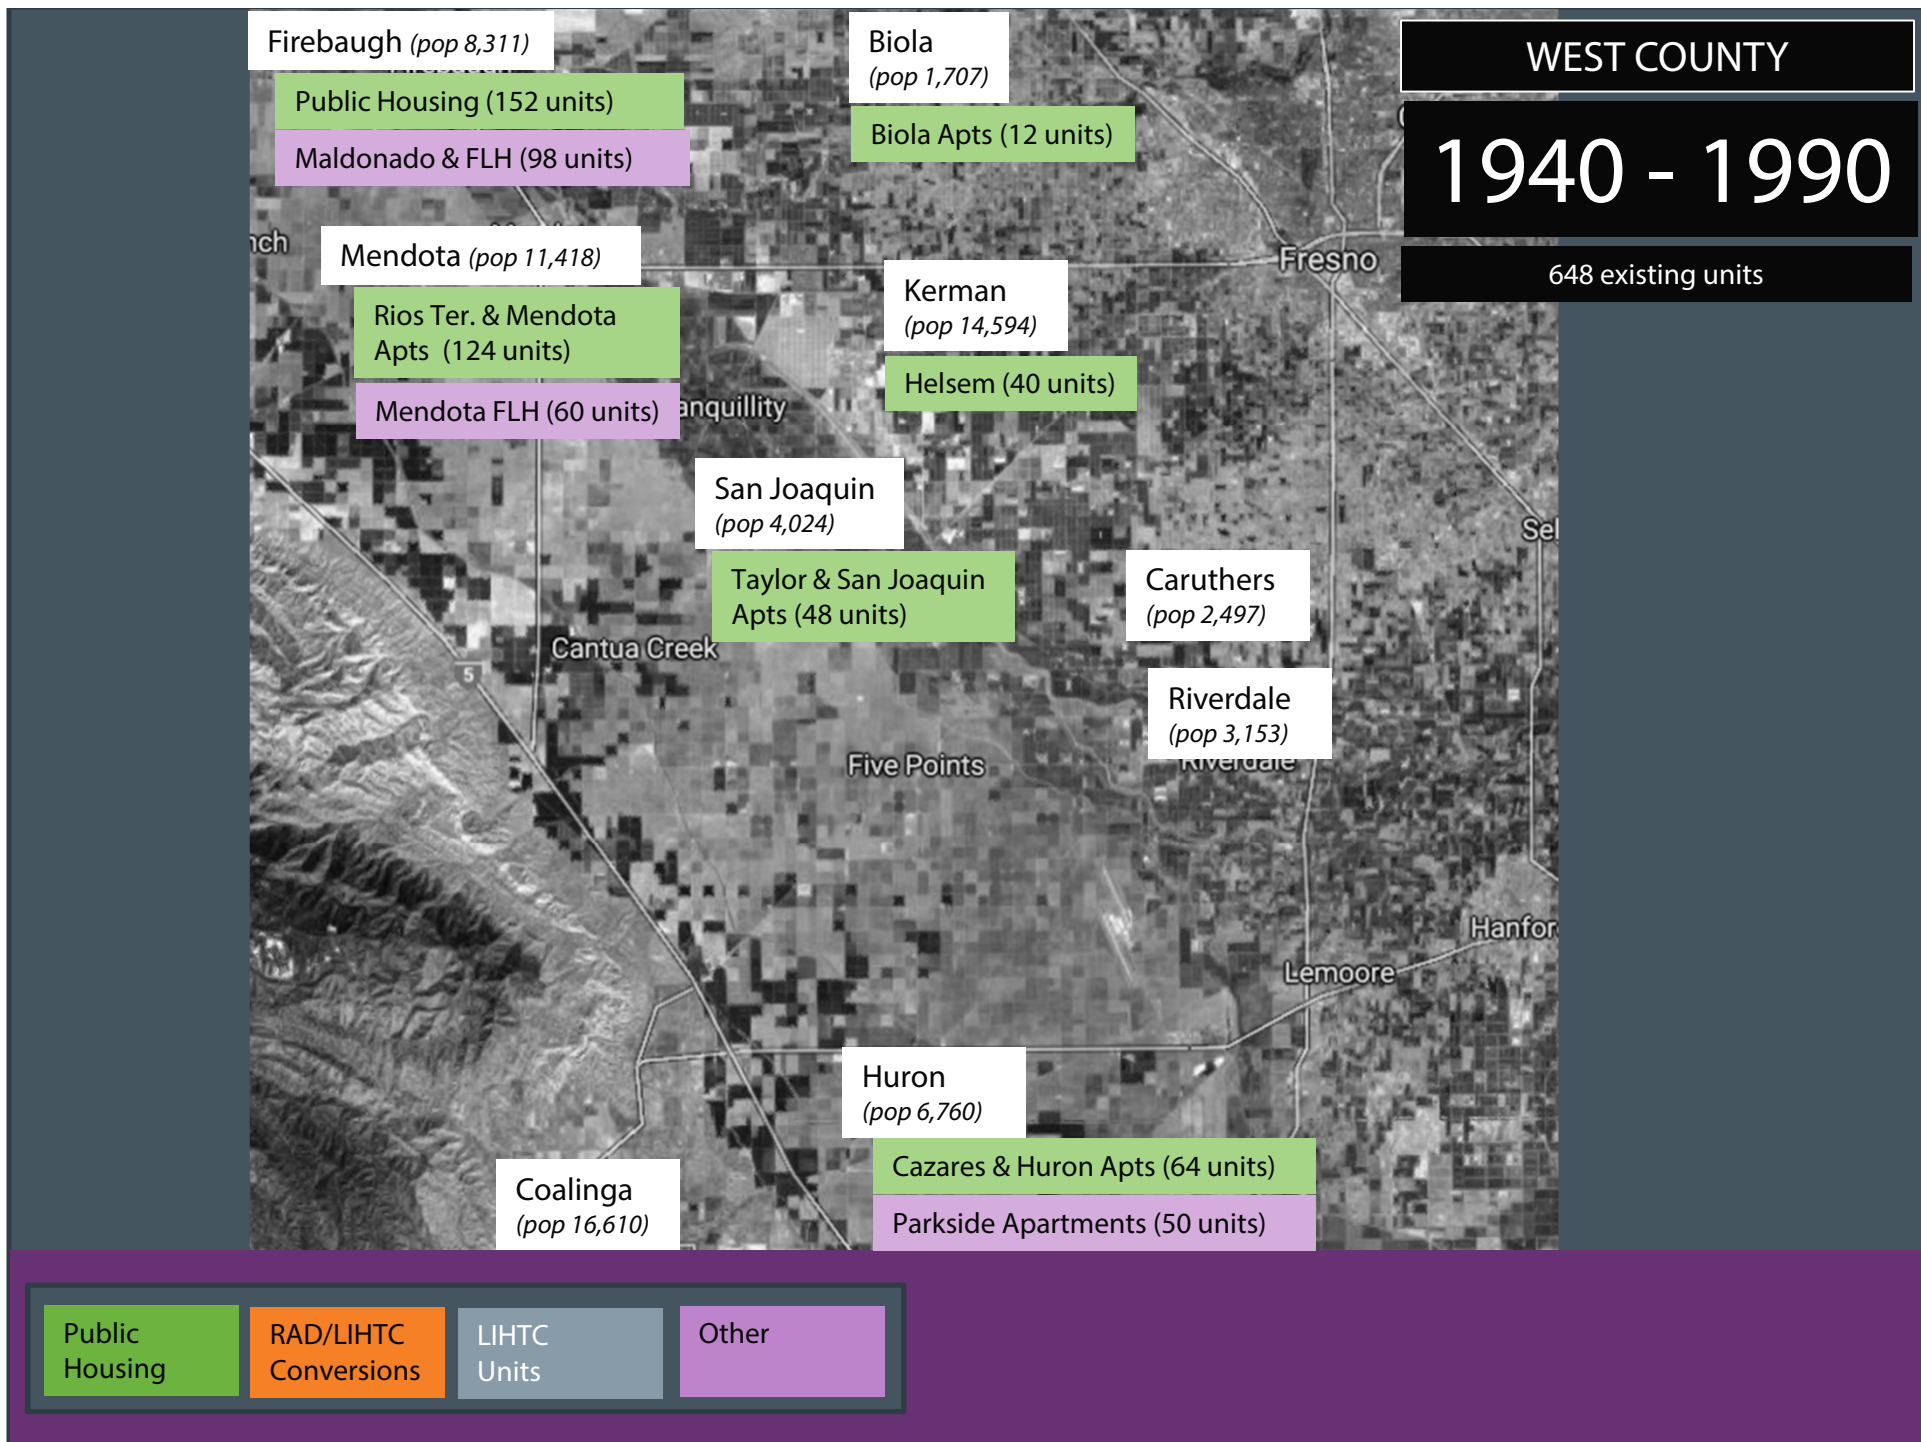 Firebaugh (pop 8,311)
Public Housing (152 units)
Maldonado & FLH (98 units)
Biola
(pop 1,707)
Biola Apts (12 units)
WEST COUNTY
1940 - 1990
648 existing units
Mendota (pop 11,418)
Rios Ter. & Mendota
Apts (124 units)
Mendota FLH (60 units)
anquillity
Kerman
(pop 14,594)
Helsem (40 units)
Fresno
nch
San Joaquin
(pop 4,024)
Taylor & San Joaquin
Apts (48 units)
Sel
Caruthers
(pop 2,497)
Cantua Creek
5
Riverdale
(pop 3,153)
Riverdale
Five Points
Hanfor
Lemoore
Huron
(pop 6,760)
Cazares & Huron Apts (64 units)
Parkside Apartments (50 units)
Coalinga
(pop 16,610)
Public
Housing
RAD/LIHTC
Conversions
LIHTC
Units
Other